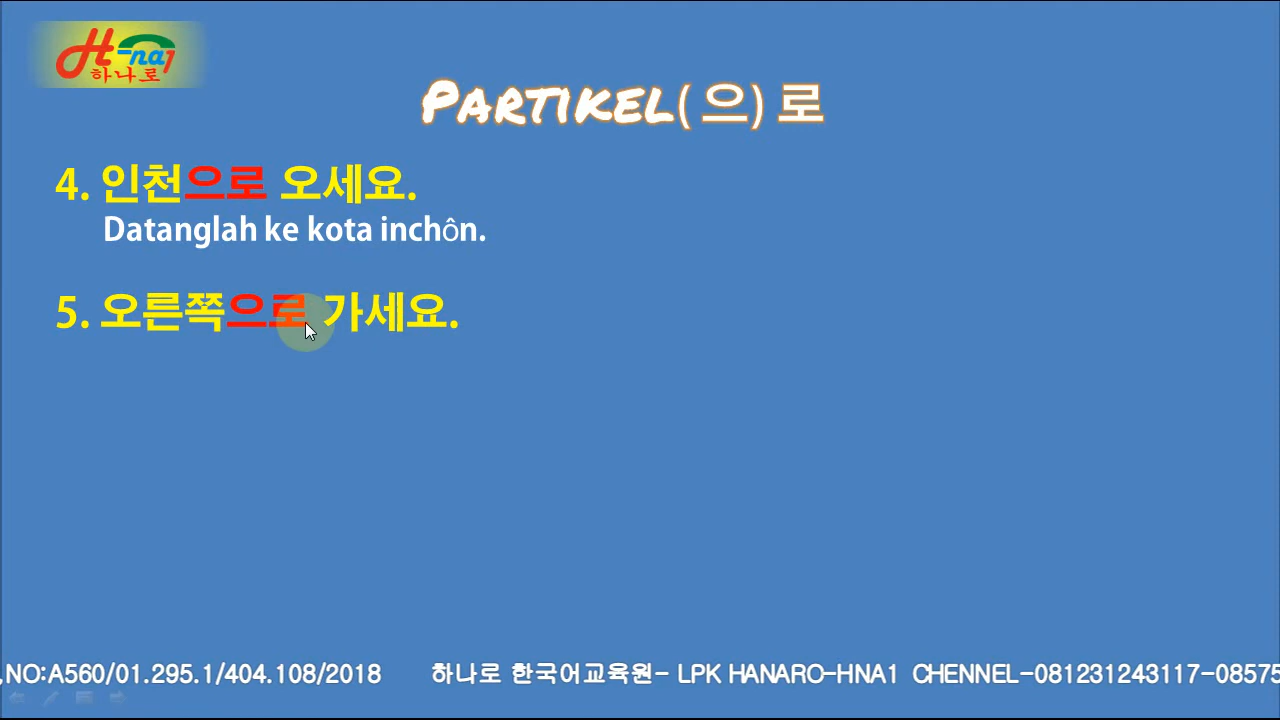 H-na1
하나로
PARTIKEL(으)로
4. 인천으로 오세요.
Datanglah ke kota inchôn.
5. 오른쪽으로 가세요.
.NO:A560/01.295.1/404.108/2018 하나로 한국어교육원- LPK HANARO-HNA1 CHENNEL-081231243117-08575